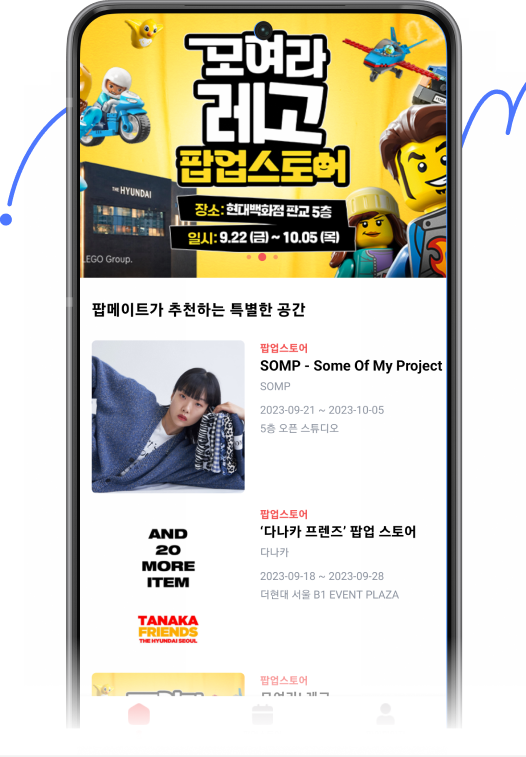 모여라
레고
팝업스토어
THE HYUNDAI
장소: 현대백화점 판교 5층
일시: 9.22 (금) ~ 10.05 (목)
LEGO Group.
팝메이트가 추천하는 특별한 공간
팝업스토어
SOMP - Some Of My Project
SOMP
2023-09-21 ~ 2023-10-05
5층 오픈 스튜디오
AND
20
MORE
ITEM
TANAKA
FRIENDS
THE HYUNDAI SEOUL
팝업스토어
‘다나카 프렌즈’ 팝업 스토어
다나카
2023-09-18 ~ 2023-09-28
더현대 서울 B1 EVENT PLAZA
팝업스토어